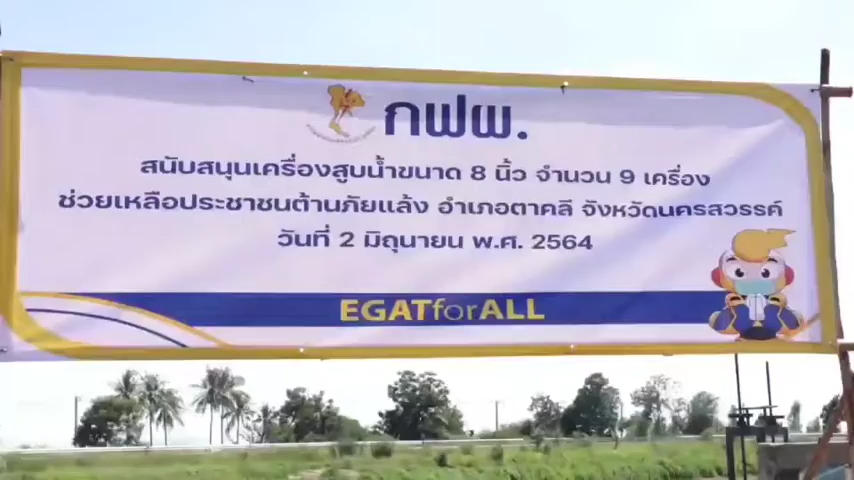 กฟผ.
สนับสนุนเครื่องสูบน้ำขนาด 8 นิ้ว จำนวน 9 เครื่อง
ช่วยเหลือประชาชนต้านภัยแล้ง อำเภอตาคลี จังหวัดนครสวรรค์
วันที่ 2 มิถุนายน พ.ศ. 2564
EGATforALL